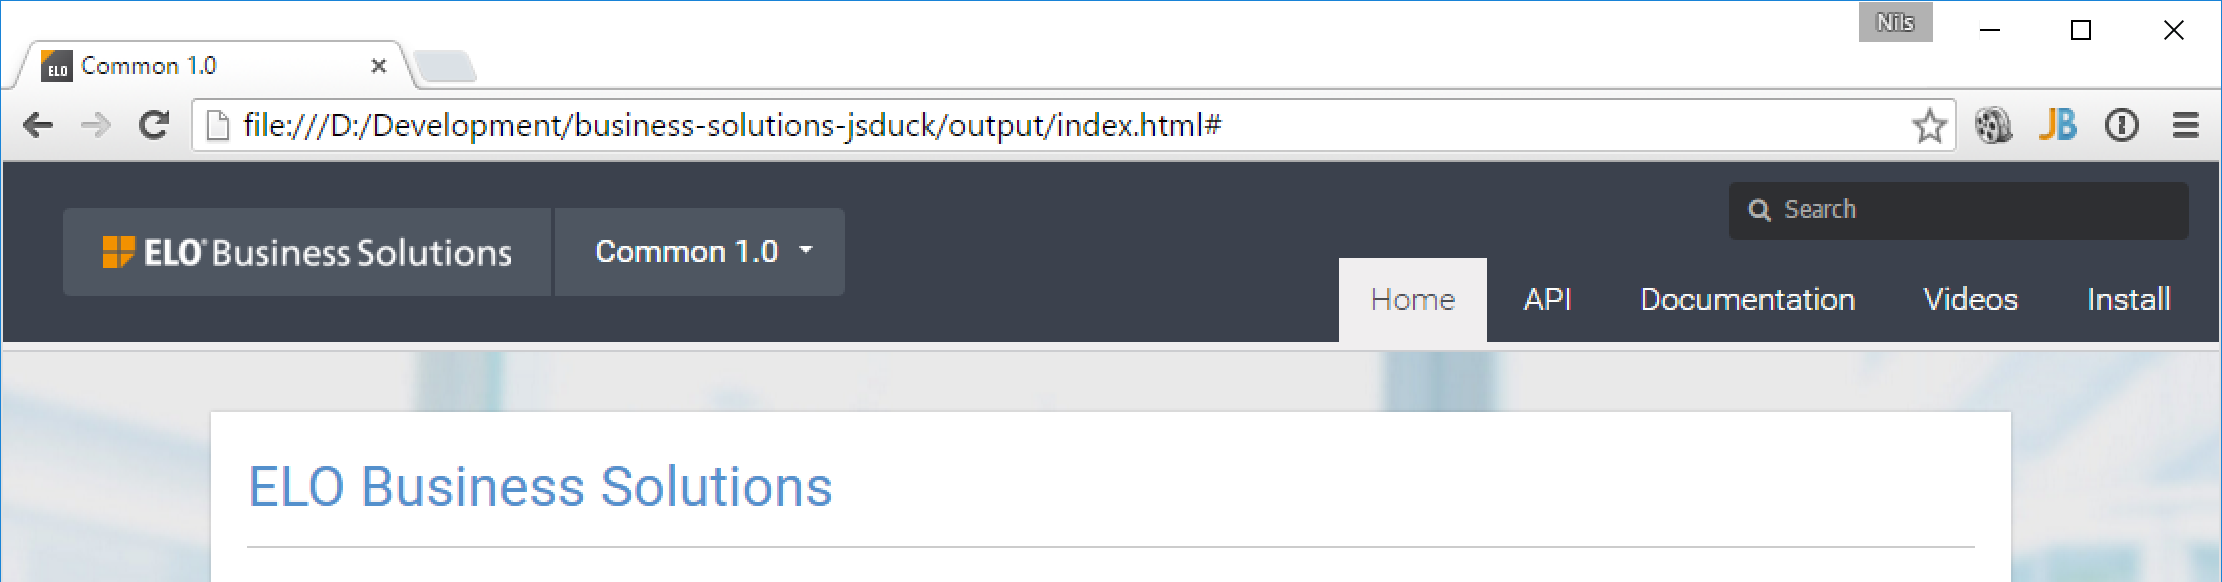 Nils
ELO Common 1.0
file:///D:/Development/business-solutions-jsduck/output/index.html#
JB
Search
ELO® Business Solutions
Common 1.0
Home API Documentation Videos Install
ELO Business Solutions